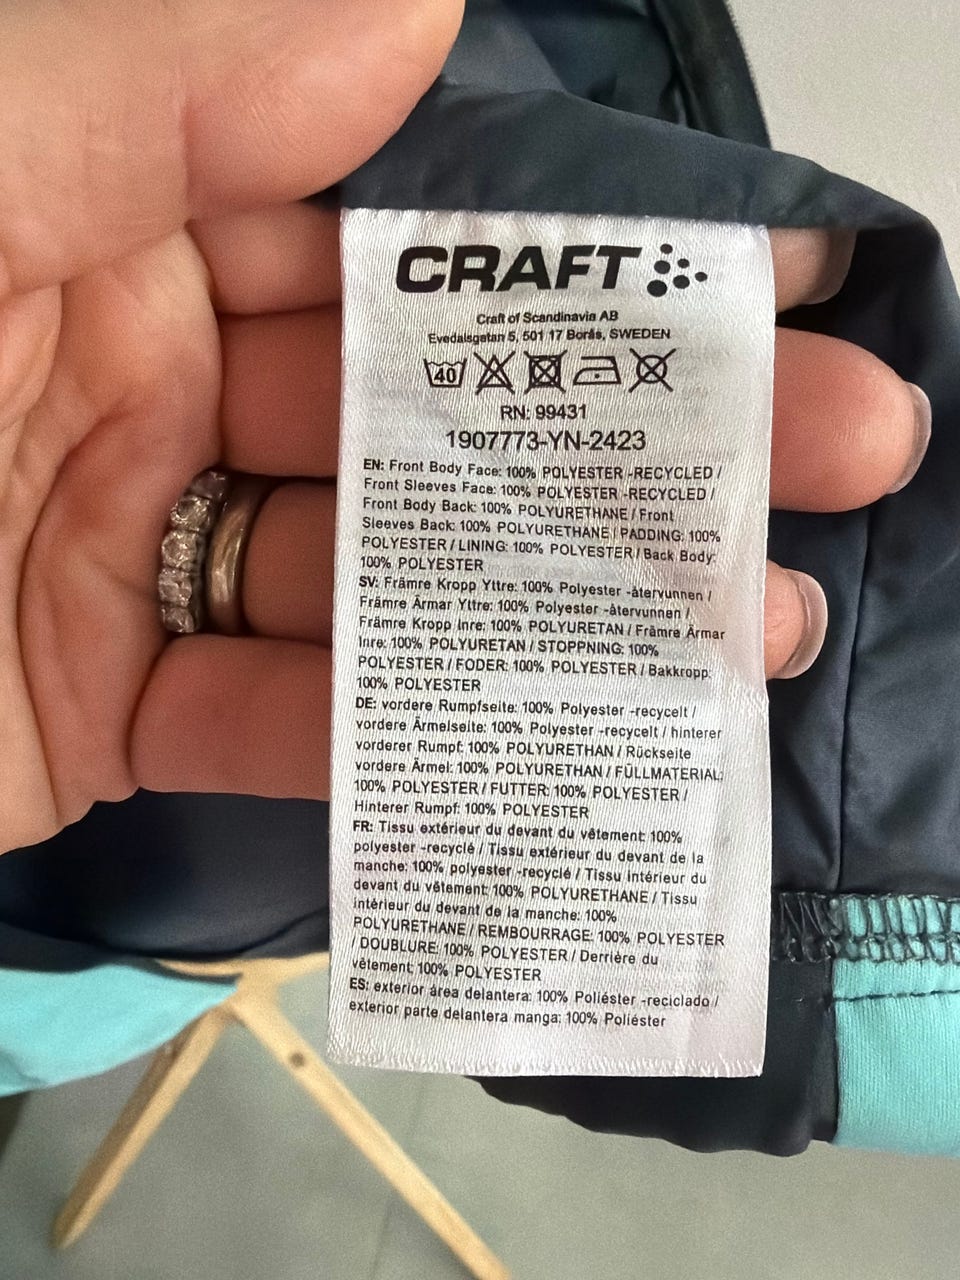 CRAFT
Craft of Scandinavia AB
Evedalsgatan 5, 501 17 Borås, SWEDEN
40
RN: 99431
1907773-YN-2423
EN: Front Body Face: 100% POLYESTER -RECYCLED /
Front Sleeves Face: 100% POLYESTER -RECYCLED /
Front Body Back: 100% POLYURETHANE / Front
Sleeves Back: 100% POLYURETHANE / PADDING: 100%
POLYESTER / LINING: 100% POLYESTER / Back Body:
100% POLYESTER
SV: Främre Kropp Yttre: 100% Polyester -återvunnen /
Främre Ärmar Yttre: 100% Polyester -återvunnen /
Främre Kropp Inre: 100% POLYURETAN / Främre Ärmar
Inre: 100% POLYURETAN / STOPPNING: 100%
POLYESTER / FODER: 100% POLYESTER / Bakkropp:
100% POLYESTER
DE: vordere Rumpfseite: 100% Polyester -recycelt /
vordere Ärmelseite: 100% Polyester -recycelt / hinterer
vorderer Rumpf: 100% POLYURETHAN / Rückseite
vordere Ärmel: 100% POLYURETHAN / FÜLLMATERIAL:
100% POLYESTER / FUTTER: 100% POLYESTER /
Hinterer Rumpf: 100% POLYESTER
FR: Tissu extérieur du devant du vêtement: 100%
polyester -recyclé / Tissu extérieur du devant de la
manche: 100% polyester -recyclé / Tissu intérieur du
devant du vêtement: 100% POLYURETHANE / Tissu
intérieur du devant de la manche: 100%
POLYURETHANE / REMBOURRAGE: 100% POLYESTER
/ DOUBLURE: 100% POLYESTER / Derrière du
vêtement: 100% POLYESTER
ES: exterior área delantera: 100% Poliéster -reciclado /
exterior parte delantera manga: 100% Poliéster